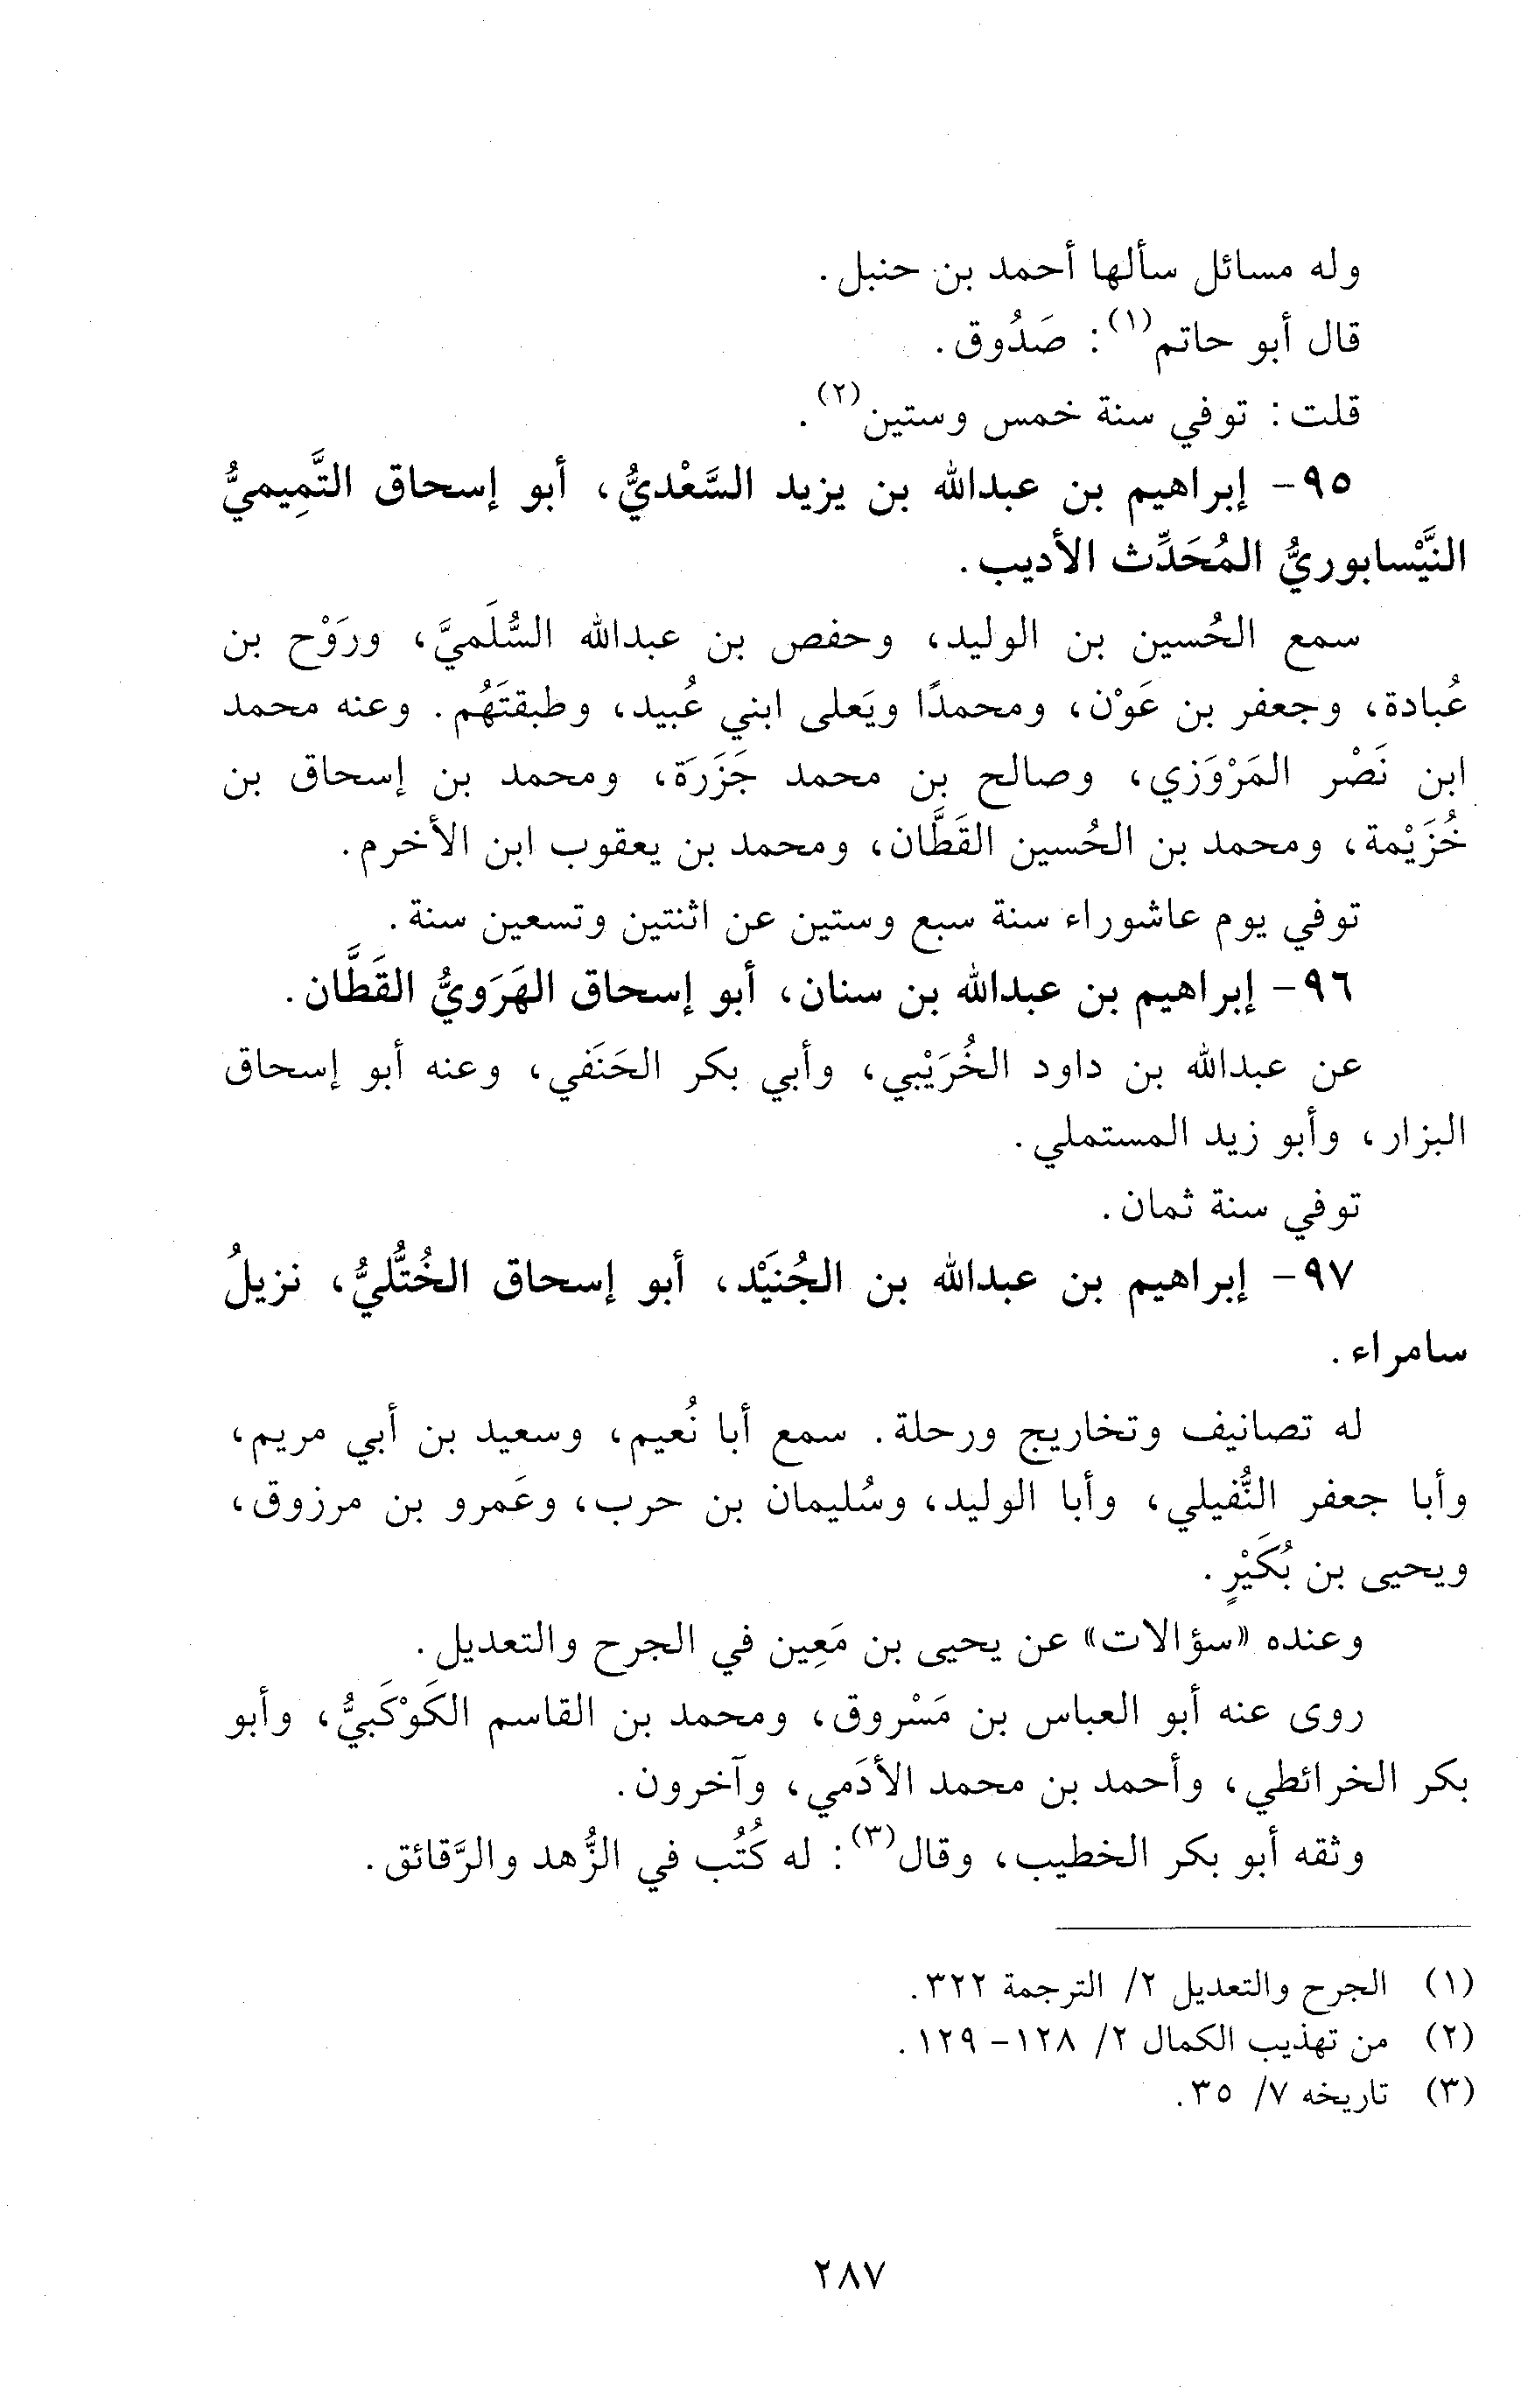 وله مسائل سألها أحمد بن حنبل.
قال أبو حاتم(١): صَدُوق.
قلت: توفي سنة خمس وستين(٢).
٩٥- إبراهيم بن عبدالله بن يزيد السَّعْديُّ، أبو إسحاق التَّمِيميُّ
النَّيْسابوريُّ المُحَدِّث الأديب.
سمع الحُسين بن الوليد، وحفص بن عبدالله السُّلَميَّ، ورَوْح بن
عُبادة، وجعفر بن عَوْن، ومحمدًا ويَعلى ابني عُبيد، وطبقتَهُم. وعنه محمد
ابن نَصْر المَرْوَزي، وصالح بن محمد جَزَرَة، ومحمد بن إسحاق بن
خُزَيْمة، ومحمد بن الحُسين القَطَّان، ومحمد بن يعقوب ابن الأخرم.
توفي يوم عاشوراء سنة سبع وستين عن اثنتين وتسعين سنة.
٩٦- إبراهيم بن عبدالله بن سنان، أبو إسحاق الهَرَويُّ القَطَّان.
عن عبدالله بن داود الخُرَيْبي، وأبي بكر الحَنَفي، وعنه أبو إسحاق
البزار، وأبو زيد المستملي.
توفي سنة ثمان.
٩٧- إبراهيم بن عبدالله بن الجُنَيْد، أبو إسحاق الخُتُّليُّ، نزيلُ
سامراء.
له تصانيف وتخاريج ورحلة. سمع أبا نُعيم، وسعيد بن أبي مريم،
وأبا جعفر النُّفيلي، وأبا الوليد، وسُليمان بن حرب، وعَمرو بن مرزوق،
ويحيى بن بُكَيْرٍ.
وعنده «سؤالات» عن يحيى بن مَعِين في الجرح والتعديل.
روى عنه أبو العباس بن مَسْروق، ومحمد بن القاسم الكَوْكَبيُّ، وأبو
بكر الخرائطي، وأحمد بن محمد الأدَمي، وآخرون.
وثقه أبو بكر الخطيب، وقال(٣): له كُتُب في الزُّهد والرَّقائق.
(١) الجرح والتعديل ٢/ الترجمة ٣٢٢.
(٢) من تهذيب الكمال ٢/ ١٢٨- ١٢٩.
(٣) تاريخه ٧/ ٣٥.
٢٨٧